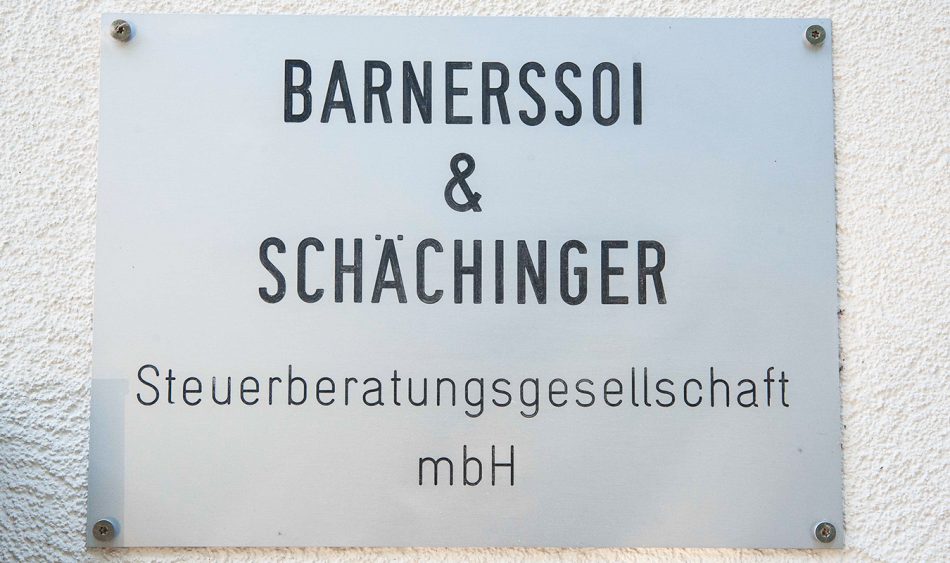 BARNERSSOI
&
SCHÄCHINGER
Steuerberatungsgesellschaft
mbH